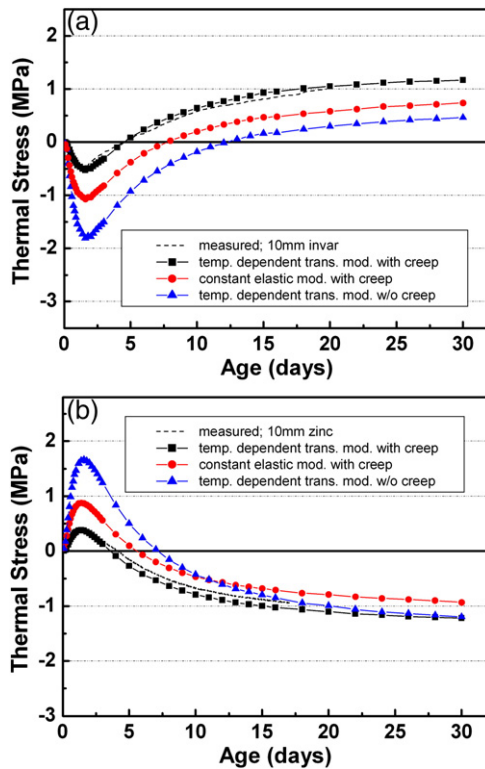 (a)
Thermal Stress (MPa)
2
1
0
-1
-2
-3
measured; 10mm invar
temp. dependent trans. mod. with creep
constant elastic mod. with creep
temp. dependent trans. mod. w/o creep
0 5 10 15 20 25 30
Age (days)
(b)
Thermal Stress (MPa)
2
1
0
-1
-2
-3
measured; 10mm zinc
temp. dependent trans. mod. with creep
constant elastic mod. with creep
temp. dependent trans. mod. w/o creep
0 5 10 15 20 25 30
Age (days)